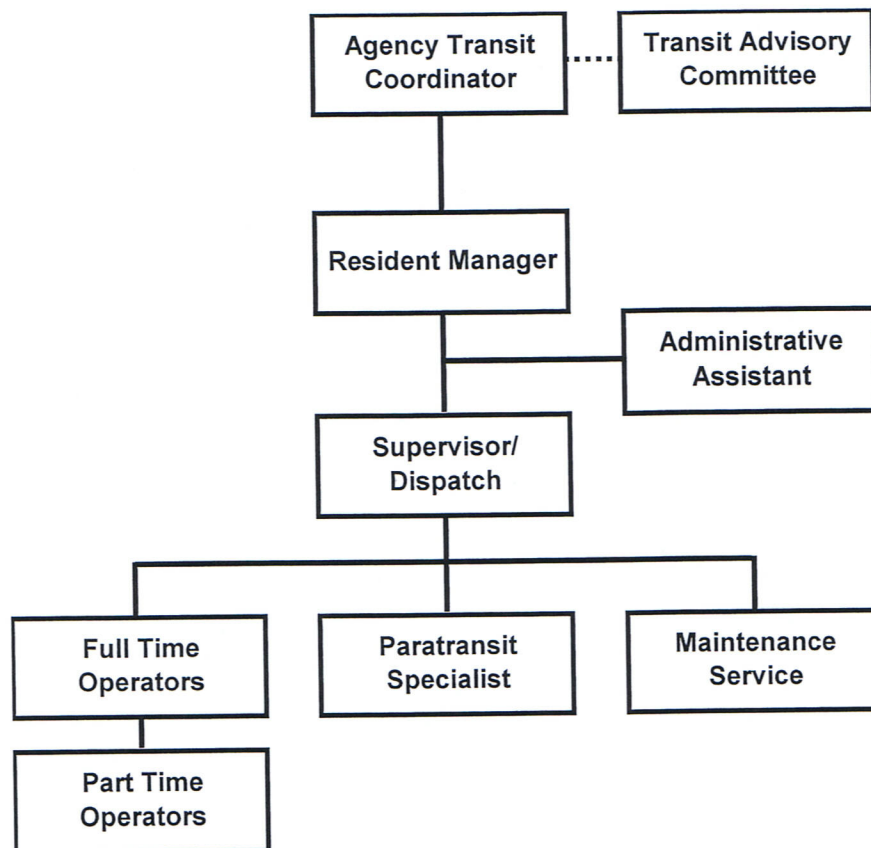 Agency Transit
Coordinator
Transit Advisory
Committee
Resident Manager
Administrative
Assistant
Supervisor/
Dispatch
Full Time
Operators
Paratransit
Specialist
Maintenance
Service
Part Time
Operators